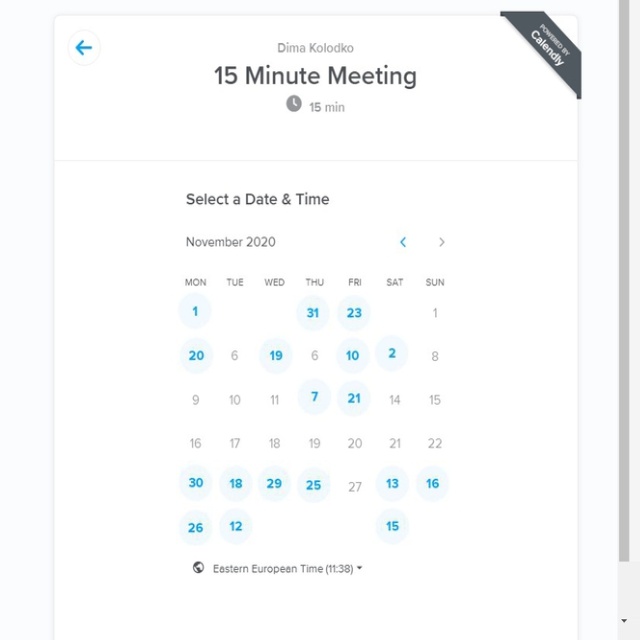 POWERED BY
Calendly
Dima Kolodko
15 Minute Meeting
15 min
Select a Date & Time
November 2020
MON TUE WED THU FRI SAT SUN
1 31 23 1
20 6 19 6 10 2 8
9 10 11 7 21 14 15
16 17 18 19 20 21 22
30 18 29 25 27 13 16
26 12 15
Eastern European Time (11:38)